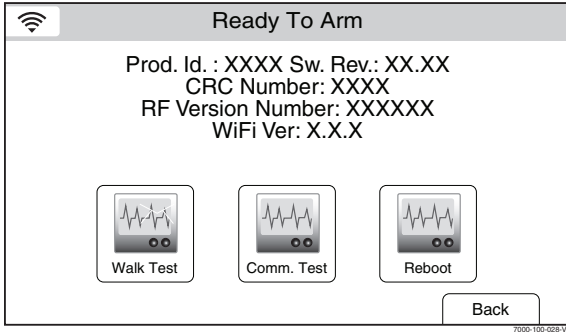 Ready To Arm
Prod. Id. : XXXX Sw. Rev.: XX.XX
CRC Number: XXXX
RF Version Number: XXXXXX
WiFi Ver: X.X.X
Walk Test
Comm. Test
Reboot
Back
7000-100-028-V